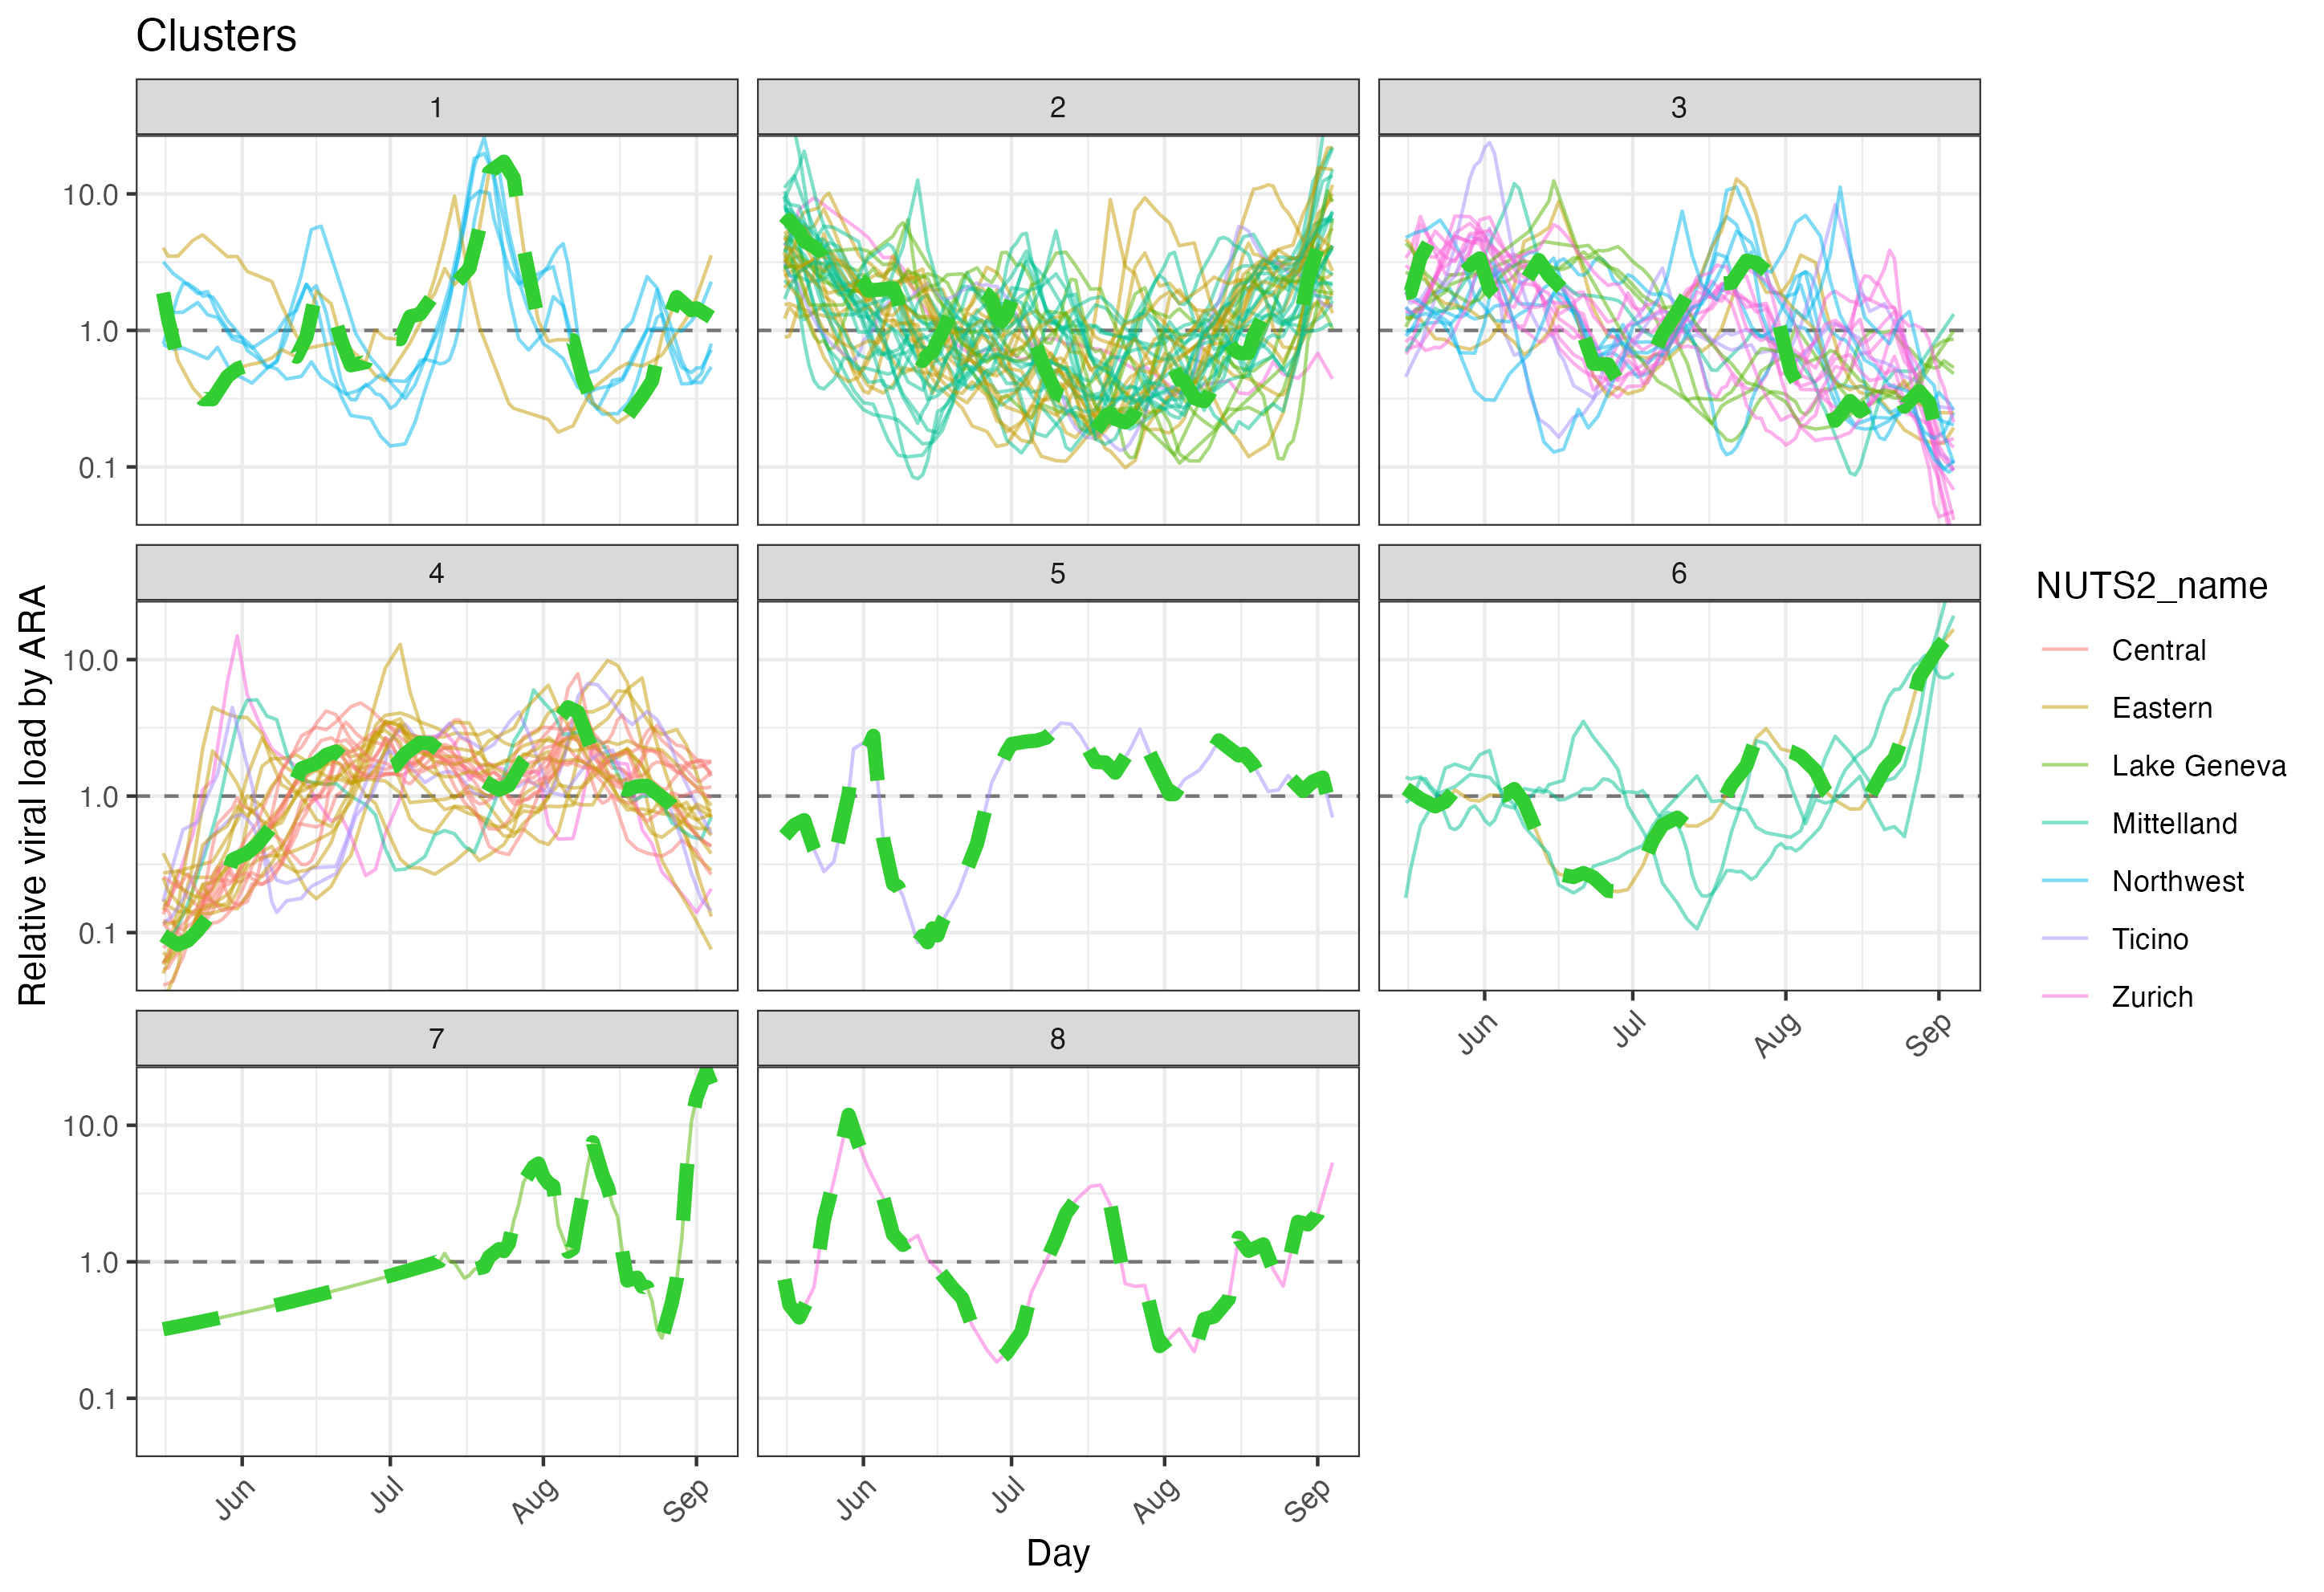 Clusters
1
2
3
10.0
1.0
0.1
4
5
6
10.0
1.0
0.1
Jun
Jul
Aug
Sep
7
8
10.0
1.0
0.1
Jun
Jul
Aug
Sep
Jun
Jul
Aug
Sep
Day
Relative viral load by ARA
NUTS2_name
Central
Eastern
Lake Geneva
Mittelland
Northwest
Ticino
Zurich